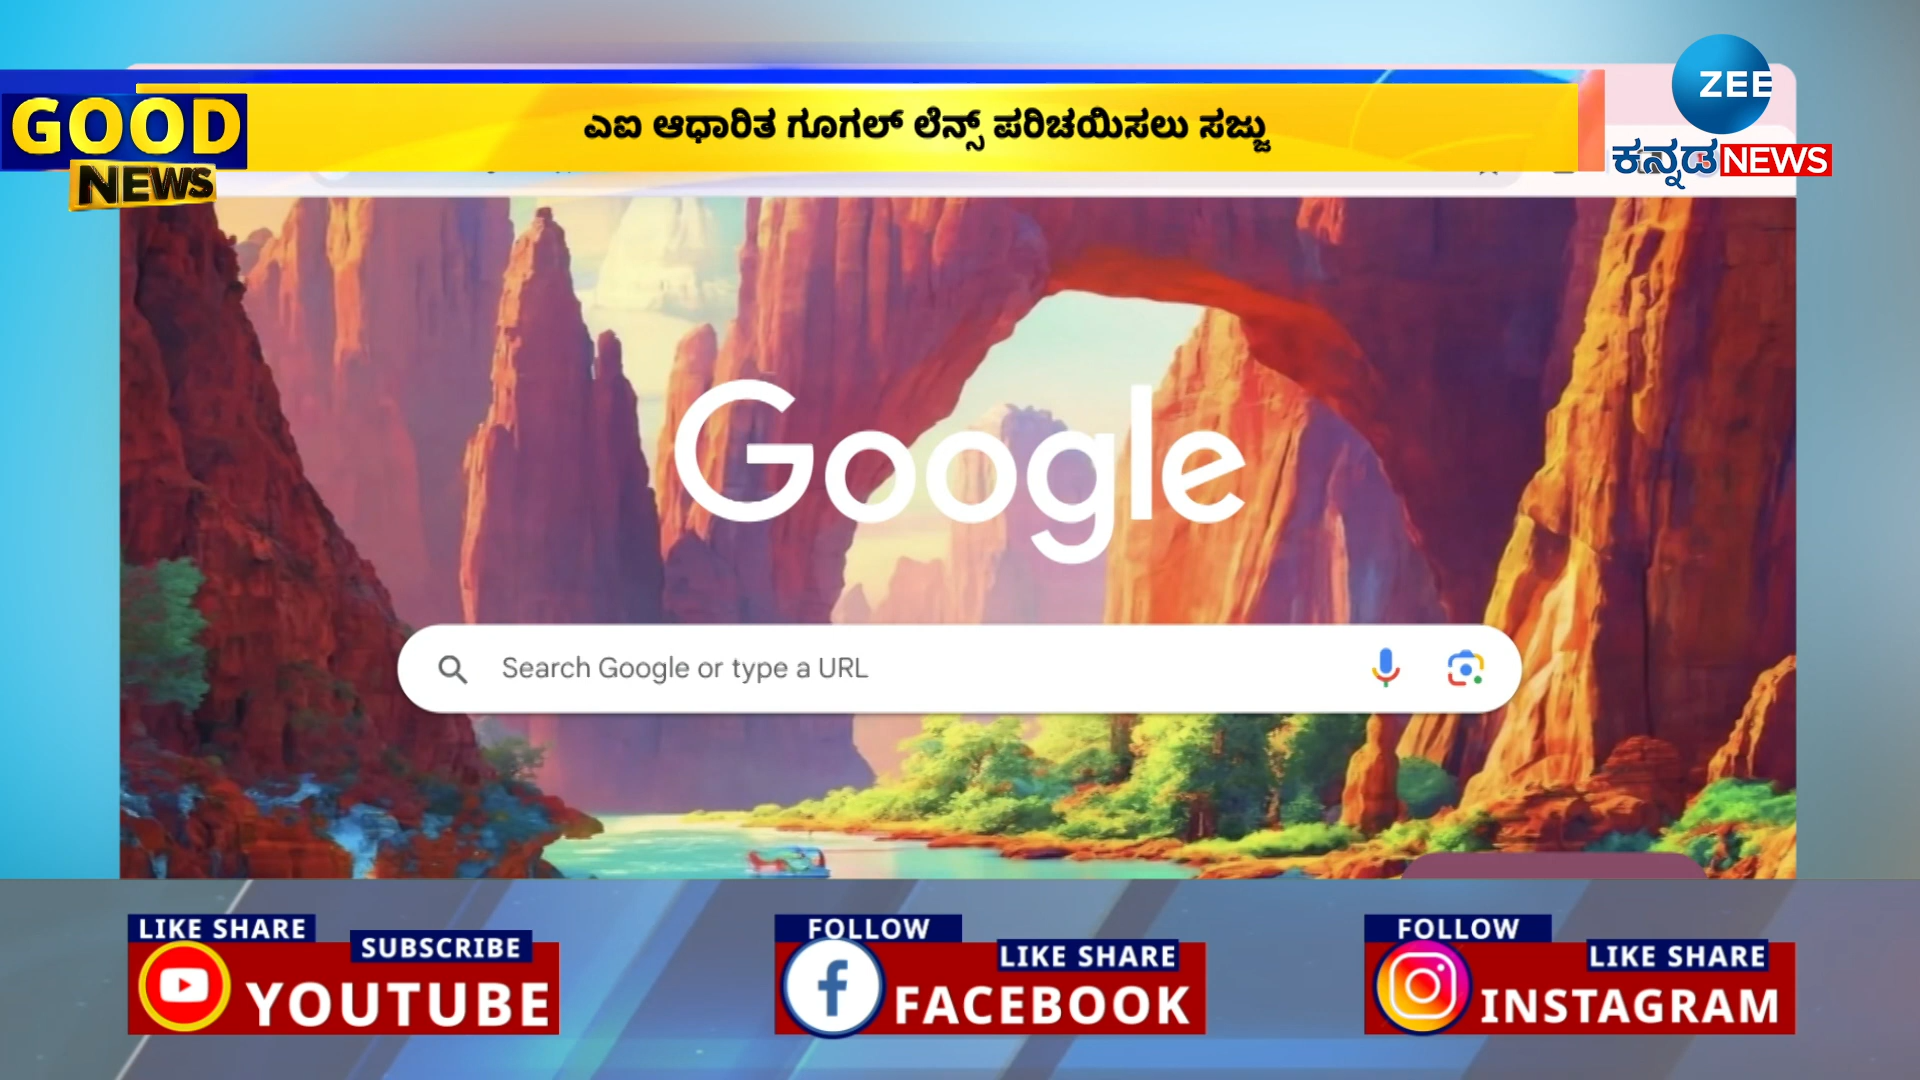 GOOD
NEWS
ಎಐ ಆಧಾರಿತ ಗೂಗಲ್ ಲೆನ್ಸ್ ಪರಿಚಯಿಸಲು ಸಜ್ಜು
ZEE
ಕನ್ನಡ NEWS
Google
Search Google or type a URL
LIKE SHARE
SUBSCRIBE
YOUTUBE
FOLLOW
LIKE SHARE
FACEBOOK
FOLLOW
LIKE SHARE
INSTAGRAM